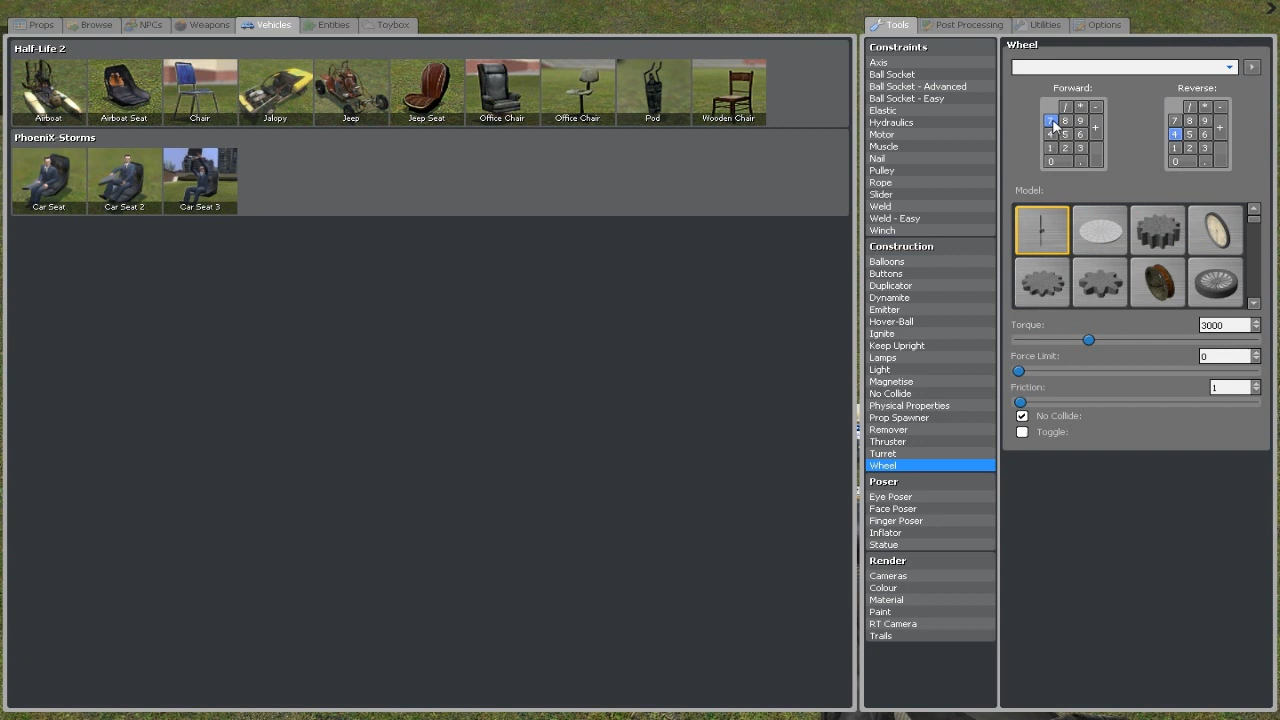 Props Browse NPCs Weapons Vehicles Entities Toybox
Half-Life 2
Airboat Airboat Seat Chair Jalopy Jeep Jeep Seat Office Chair Office Chair Pod Wooden Chair
PhoeniX-Storms
Car Seat Car Seat 2 Car Seat 3
Tools Post Processing Utilities Options
Constraints
Axis
Ball Socket
Ball Socket - Advanced
Ball Socket - Easy
Elastic
Hydraulics
Motor
Muscle
Nail
Pulley
Rope
Slider
Weld
Weld - Easy
Winch
Construction
Balloons
Buttons
Duplicator
Dynamite
Emitter
Hover-Ball
Ignite
Keep Upright
Lamps
Light
Magnetise
No Collide
Physical Properties
Prop Spawner
Remover
Thruster
Turret
Wheel
Poser
Eye Poser
Face Poser
Finger Poser
Inflator
Statue
Render
Cameras
Colour
Material
Paint
RT Camera
Trails
Wheel
Forward: Reverse:
/ * - / * -
7 8 9 + 7 8 9 +
4 5 6 4 5 6
1 2 3 1 2 3
0 . 0 .
Model:
Torque: 3000
Force Limit: 0
Friction: 1
No Collide:
Toggle: